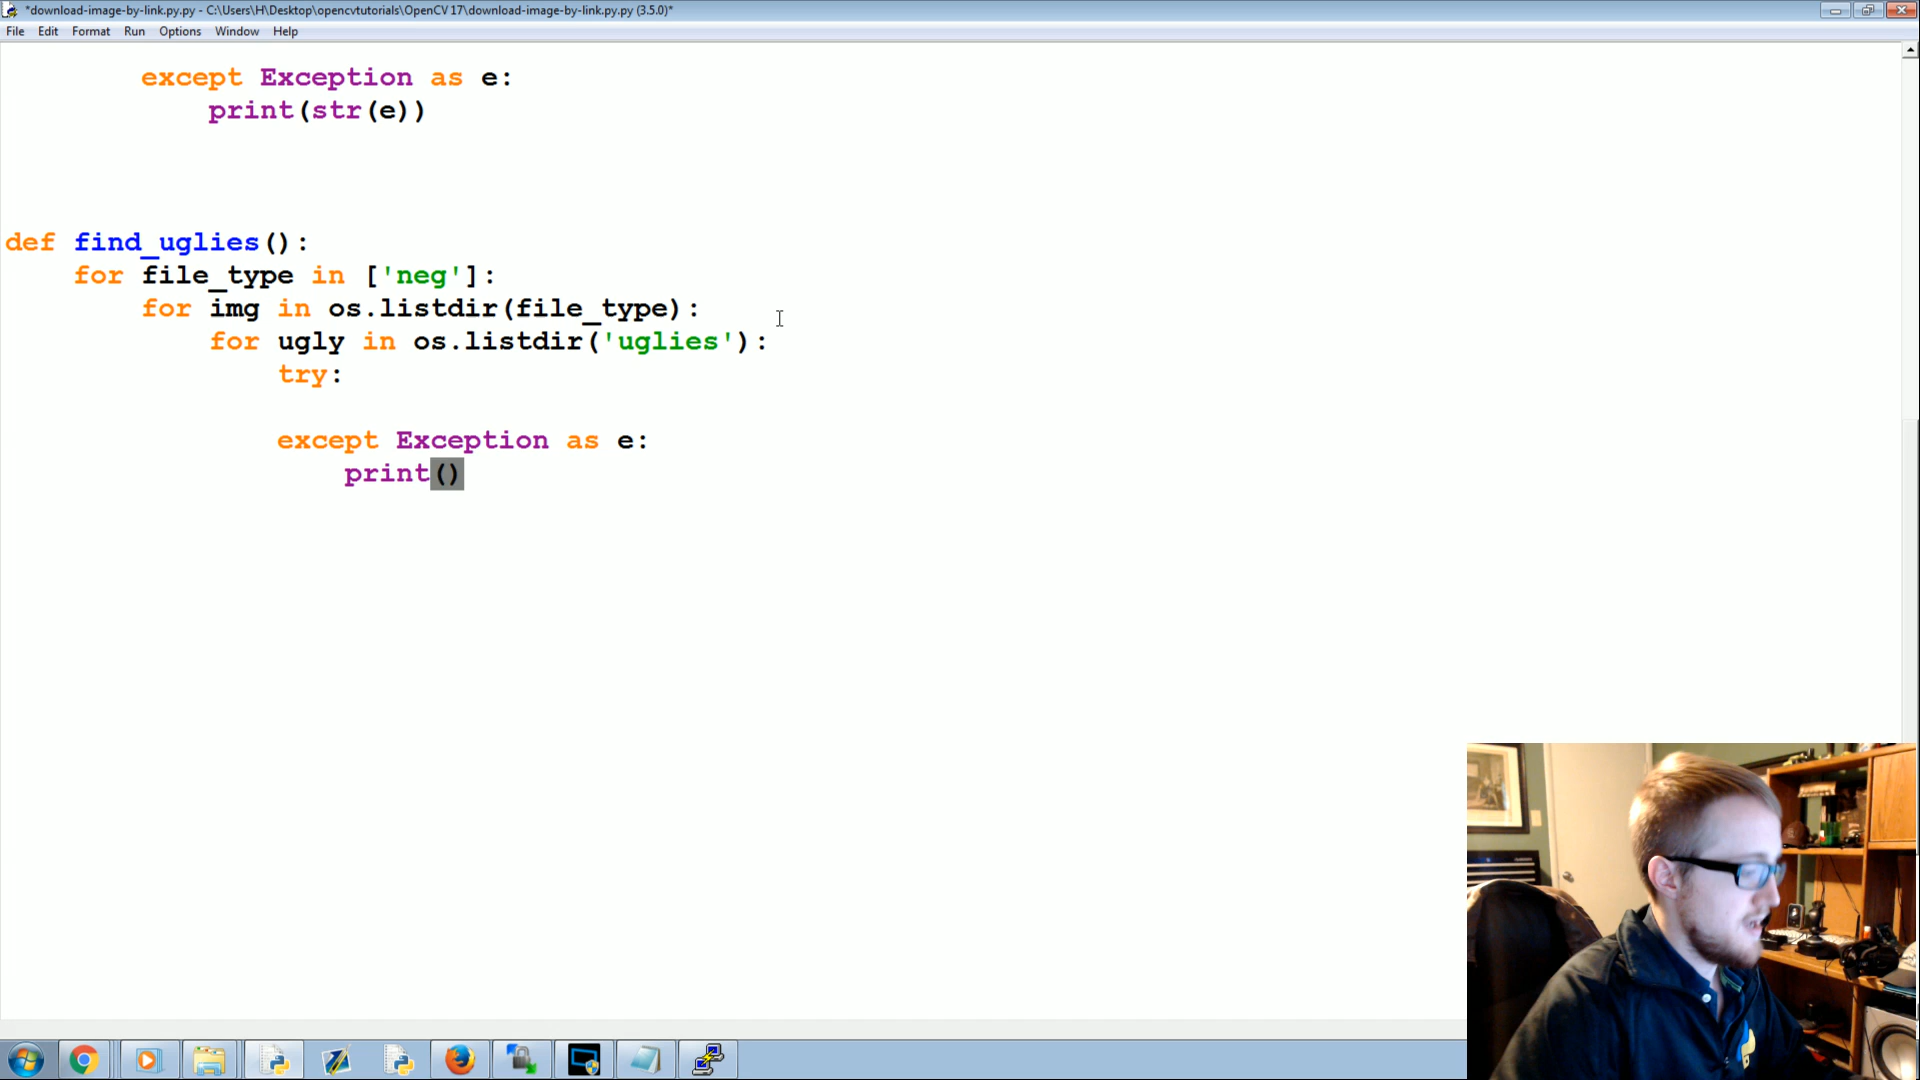 *download-image-by-link.py.py - C:\Users\H\Desktop\opencvtutorials\OpenCV 17\download-image-by-link.py.py (3.5.0)*
File Edit Format Run Options Window Help
except Exception as e:
print(str(e))
def find_uglies():
for file_type in ['neg']:
for img in os.listdir(file_type):
for ugly in os.listdir('uglies'):
try:
except Exception as e:
print()